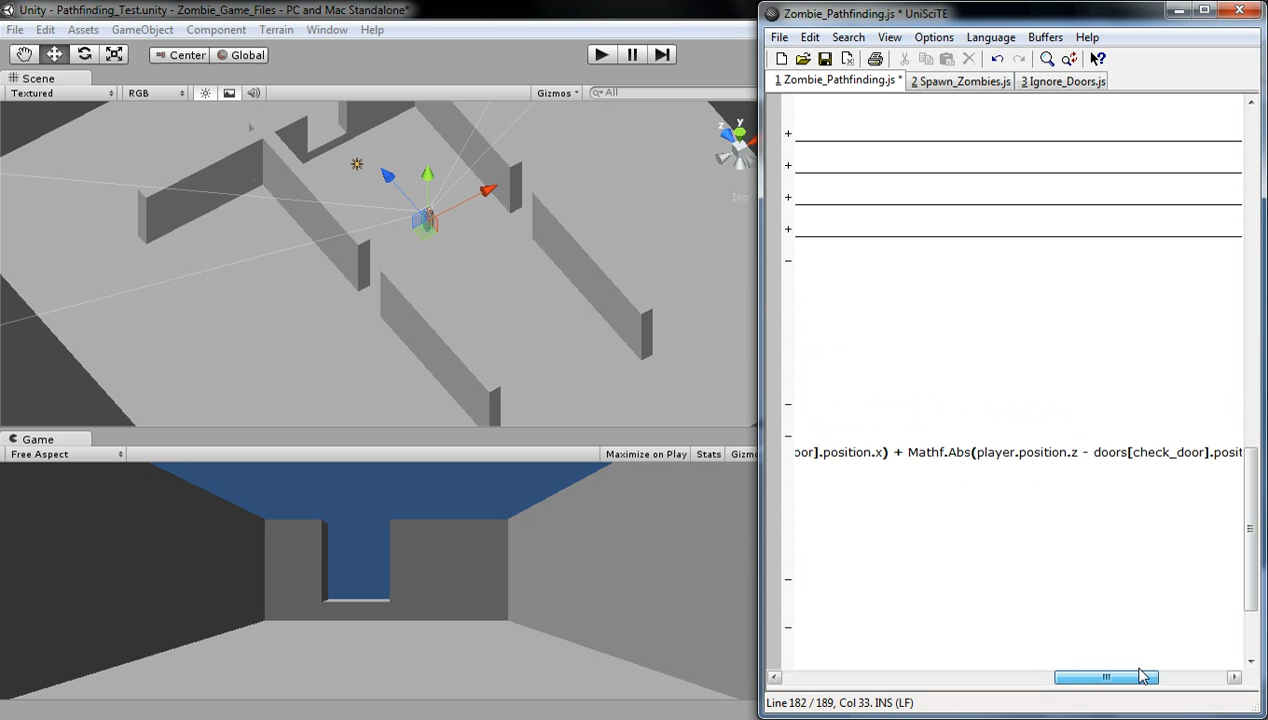 Unity - Pathfinding_Test.unity - Zombie_Game_Files - PC and Mac Standalone*
File Edit Assets GameObject Component Terrain Window Help
Center Global
Scene
Textured RGB Gizmos All
y
z
Iso
Game
Free Aspect Maximize on Play Stats Gizmo
Zombie_Pathfinding.js * UniSciTE
File Edit Search View Options Language Buffers Help
1 Zombie_Pathfinding.js * 2 Spawn_Zombies.js 3 Ignore_Doors.js
oor].position.x) + Mathf.Abs(player.position.z - doors[check_door].posit
Line 182 / 189, Col 33. INS (LF)